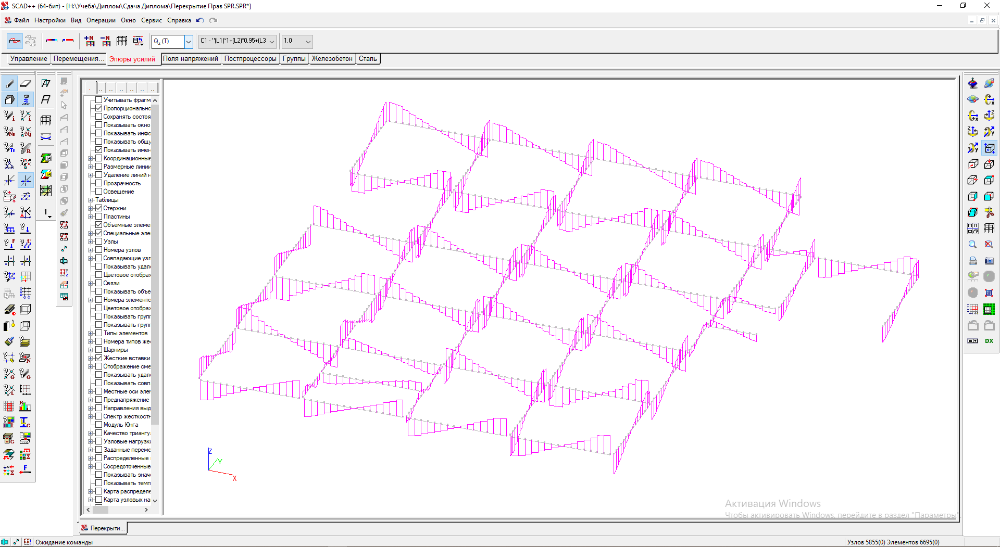 SCAD++ (64-бит) - [H:\Учеба\Диплом\Сдача Диплома\Перекрытие Прав SPR.SPR*]
Файл Настройки Вид Операции Окно Сервис Справка
Qz (T) C1 - "(L1)*1+(L2)*0.95+(L3 1.0
Управление Перемещения... Эпюры усилий Поля напряжений Постпроцессоры Группы Железобетон Сталь
Учитывать фрагм
Пропорционально
Сохранять состоя
Показывать окно
Показывать инфо
Показывать общу
Показывать имен
Координационные
Размерные линии
Удаление линий н
Прозрачность
Освещение
Таблицы
Стержни
Пластины
Объемные элеме
Специальные эле
Узлы
Номера узлов
Совпадающие узл
Показывать удал
Цветовое отображ
Связи
Показывать объе
Номера элементо
Цветовое отображ
Показывать групп
Показывать групп
Типы элементов
Номера типов же
Шарниры
Жесткие вставки
Отображение сме
Показывать удал
Показывать совп
Местные оси элем
Преднапряжение
Направления выд
Спектр жесткост
Модуль Юнга
Качество триангу.
Узловые нагрузки
Заданные переме
Распределенные
Сосредоточенные
Показывать знач
Показывать темп
Карта распределе
Карта узловых на
Z
Y
X
Активация Windows
Чтобы активировать Windows, перейдите в раздел "Параметры".
DX
Перекрыти...
Ожидание команды
Узлов 5855(0) Элементов 6695(0)